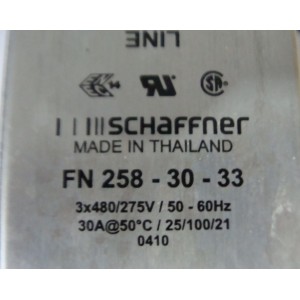 LINE
14
SCHAFFNER
MADE IN THAILAND
FN 258 - 30 - 33
3x480/275V / 50 - 60Hz
30A@50°C / 25/100/21
0410